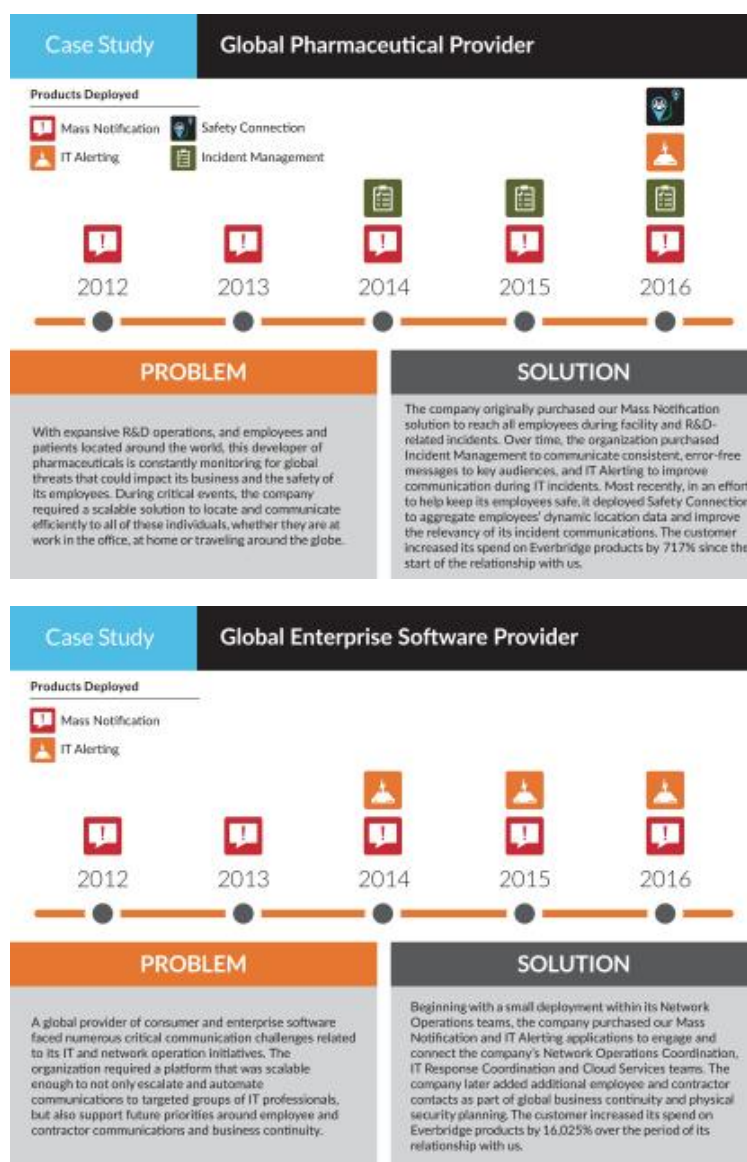 Case Study
Global Pharmaceutical Provider
Products Deployed
Mass Notification
Safety Connection
IT Alerting
Incident Management
2012
2013
2014
2015
2016
PROBLEM
With expansive R&D operations, and employees and
patients located around the world, this developer of
pharmaceuticals is constantly monitoring for global
threats that could impact its business and the safety of
its employees. During critical events, the company
required a scalable solution to locate and communicate
efficiently to all of these individuals, whether they are at
work in the office, at home or traveling around the globe.
SOLUTION
The company originally purchased our Mass Notification
solution to reach all employees during facility and R&D-
related incidents. Over time, the organization purchased
Incident Management to communicate consistent, error-free
messages to key audiences, and IT Alerting to improve
communication during IT incidents. Most recently, in an effort
to help keep its employees safe, it deployed Safety Connection
to aggregate employees' dynamic location data and improve
the relevancy of its incident communications. The customer
increased its spend on Everbridge products by 717% since the
start of the relationship with us.
Case Study
Global Enterprise Software Provider
Products Deployed
Mass Notification
IT Alerting
2012
2013
2014
2015
2016
PROBLEM
A global provider of consumer and enterprise software
faced numerous critical communication challenges related
to its IT and network operation initiatives. The
organization required a platform that was scalable
enough to not only escalate and automate
communications to targeted groups of IT professionals,
but also support future priorities around employee and
contractor communications and business continuity.
SOLUTION
Beginning with a small deployment within its Network
Operations teams, the company purchased our Mass
Notification and IT Alerting applications to engage and
connect the company's Network Operations Coordination,
IT Response Coordination and Cloud Services teams. The
company later added additional employee and contractor
contacts as part of global business continuity and physical
security planning. The customer increased its spend on
Everbridge products by 16,025% over the period of its
relationship with us.